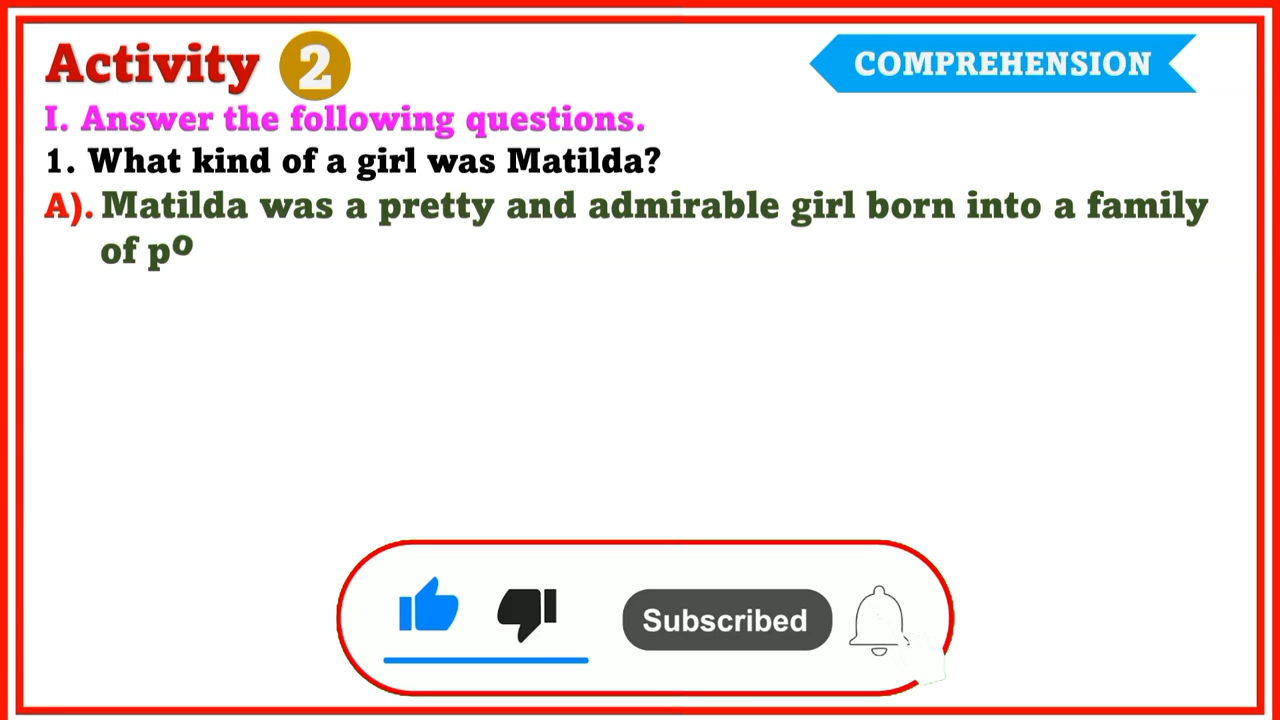 Activity 2
COMPREHENSION
I. Answer the following questions.
1. What kind of a girl was Matilda?
A). Matilda was a pretty and admirable girl born into a family
of po
Subscribed